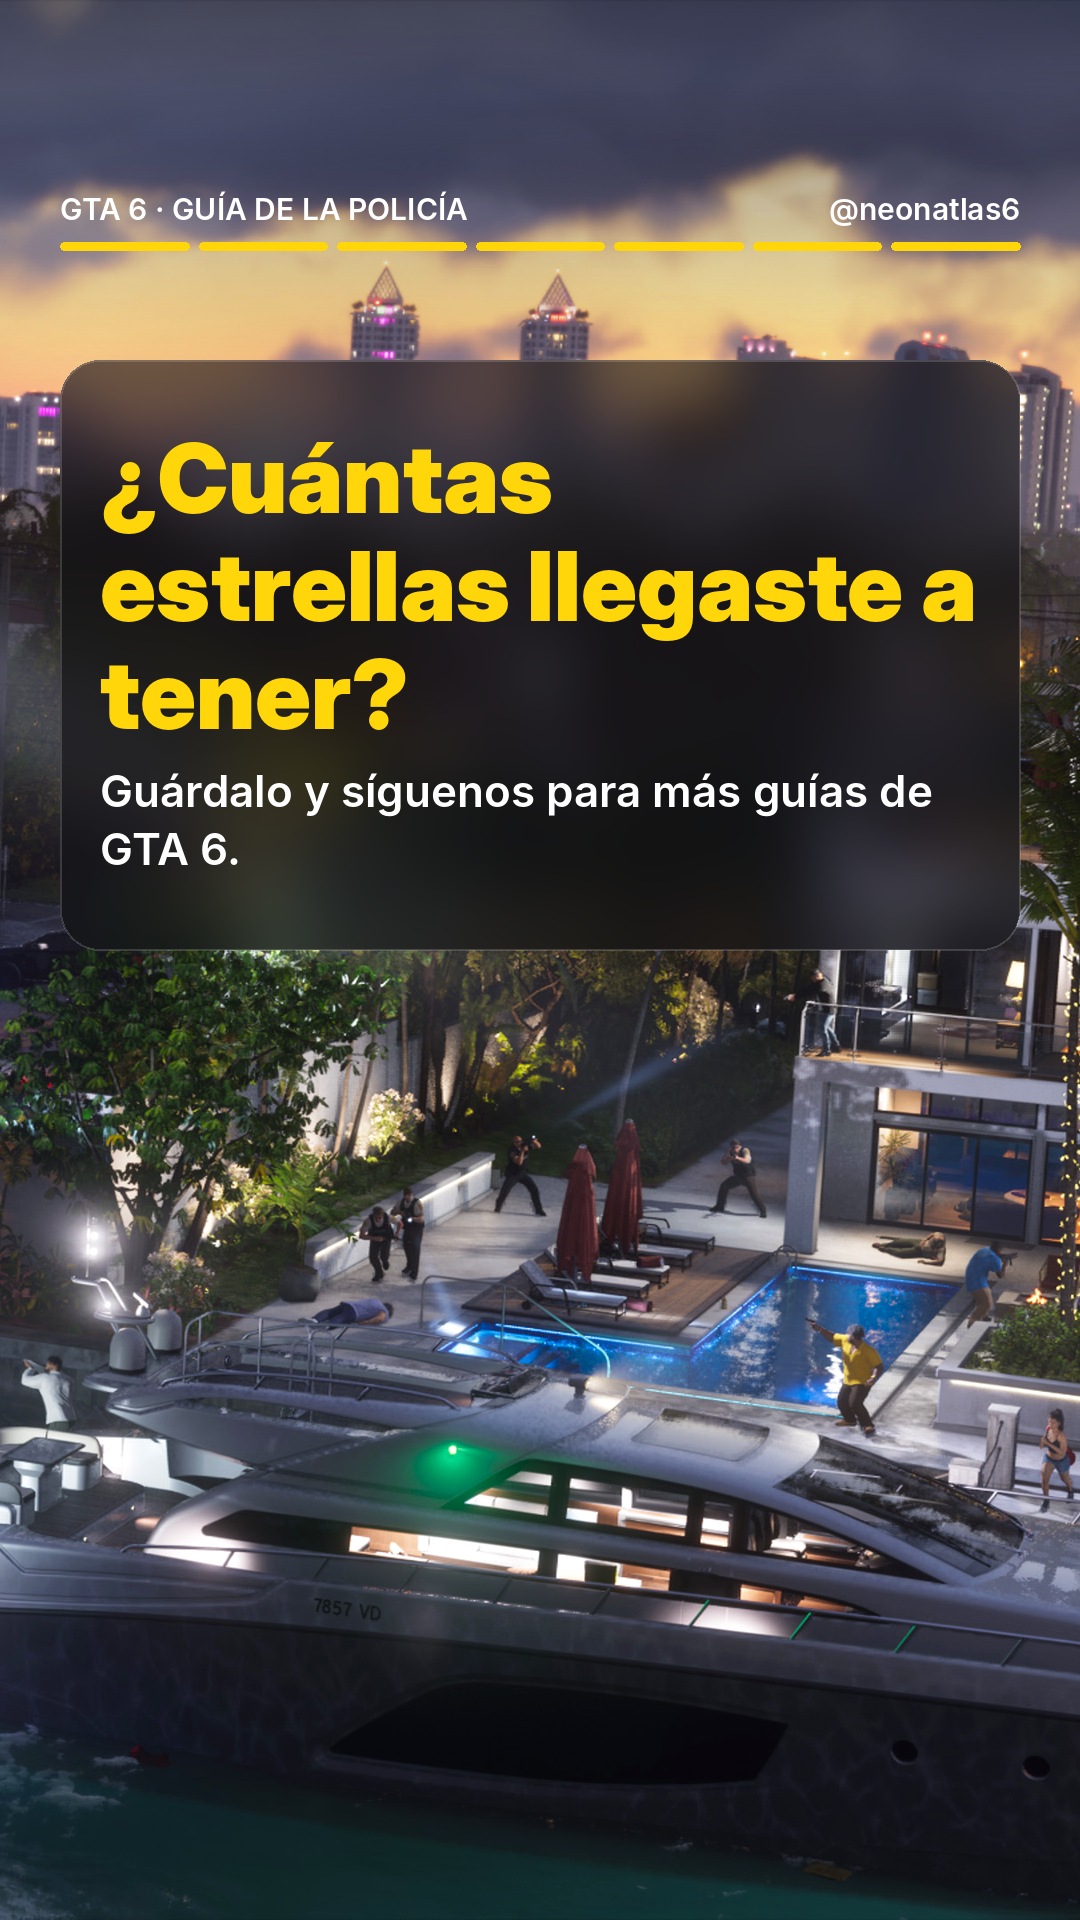 GTA 6 · GUÍA DE LA POLICÍA
@neonatlas6
¿Cuántas
estrellas llegaste a
tener?
Guárdalo y síguenos para más guías de
GTA 6.
7857 VD